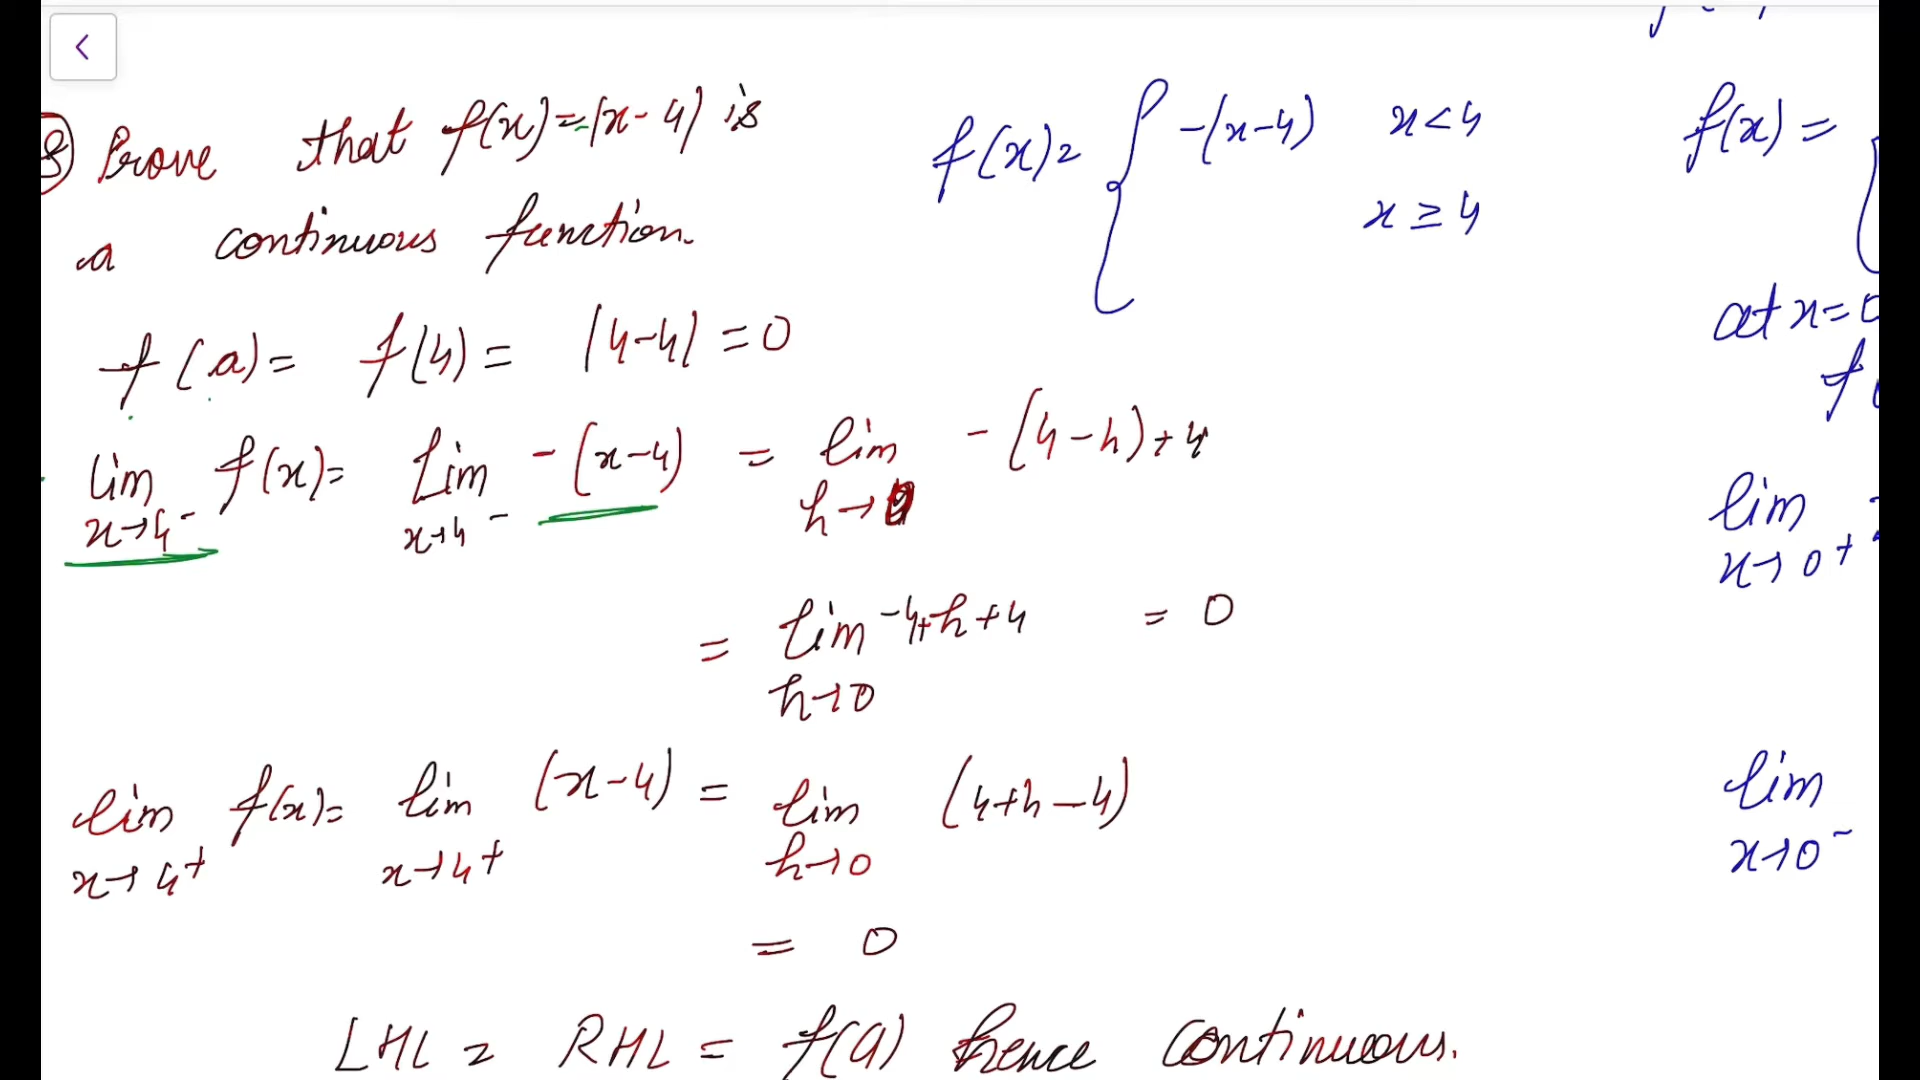 Prove that f(x)=|x-4| is
a continuous function.
f(a)= f(4)= |4-4| =0
lim f(x)= Lim -(x-4) = lim -(4-h)+4
x→4⁻ x→4⁻ h→0
= lim -4+h+4 = 0
h→0
lim f(x)= lim (x-4) = lim (4+h-4)
x→4⁺ x→4⁺ h→0
= 0
LHL = RHL = f(a) hence continuous.
f(x)= { -(x-4) x<4
x≥4
f(x) = {
at x=0
f
lim
x→0⁺
lim
x→0⁻